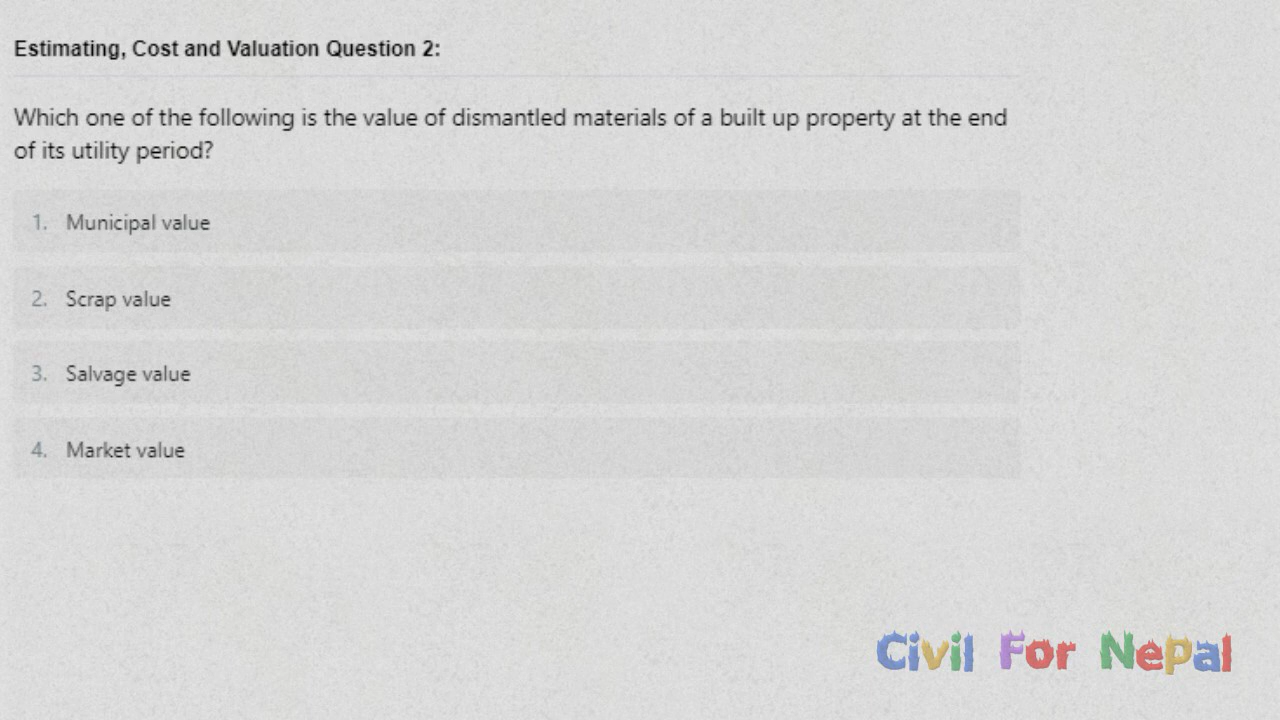 Estimating, Cost and Valuation Question 2:
Which one of the following is the value of dismantled materials of a built up property at the end
of its utility period?
1. Municipal value
2. Scrap value
3. Salvage value
4. Market value
Civil For Nepal